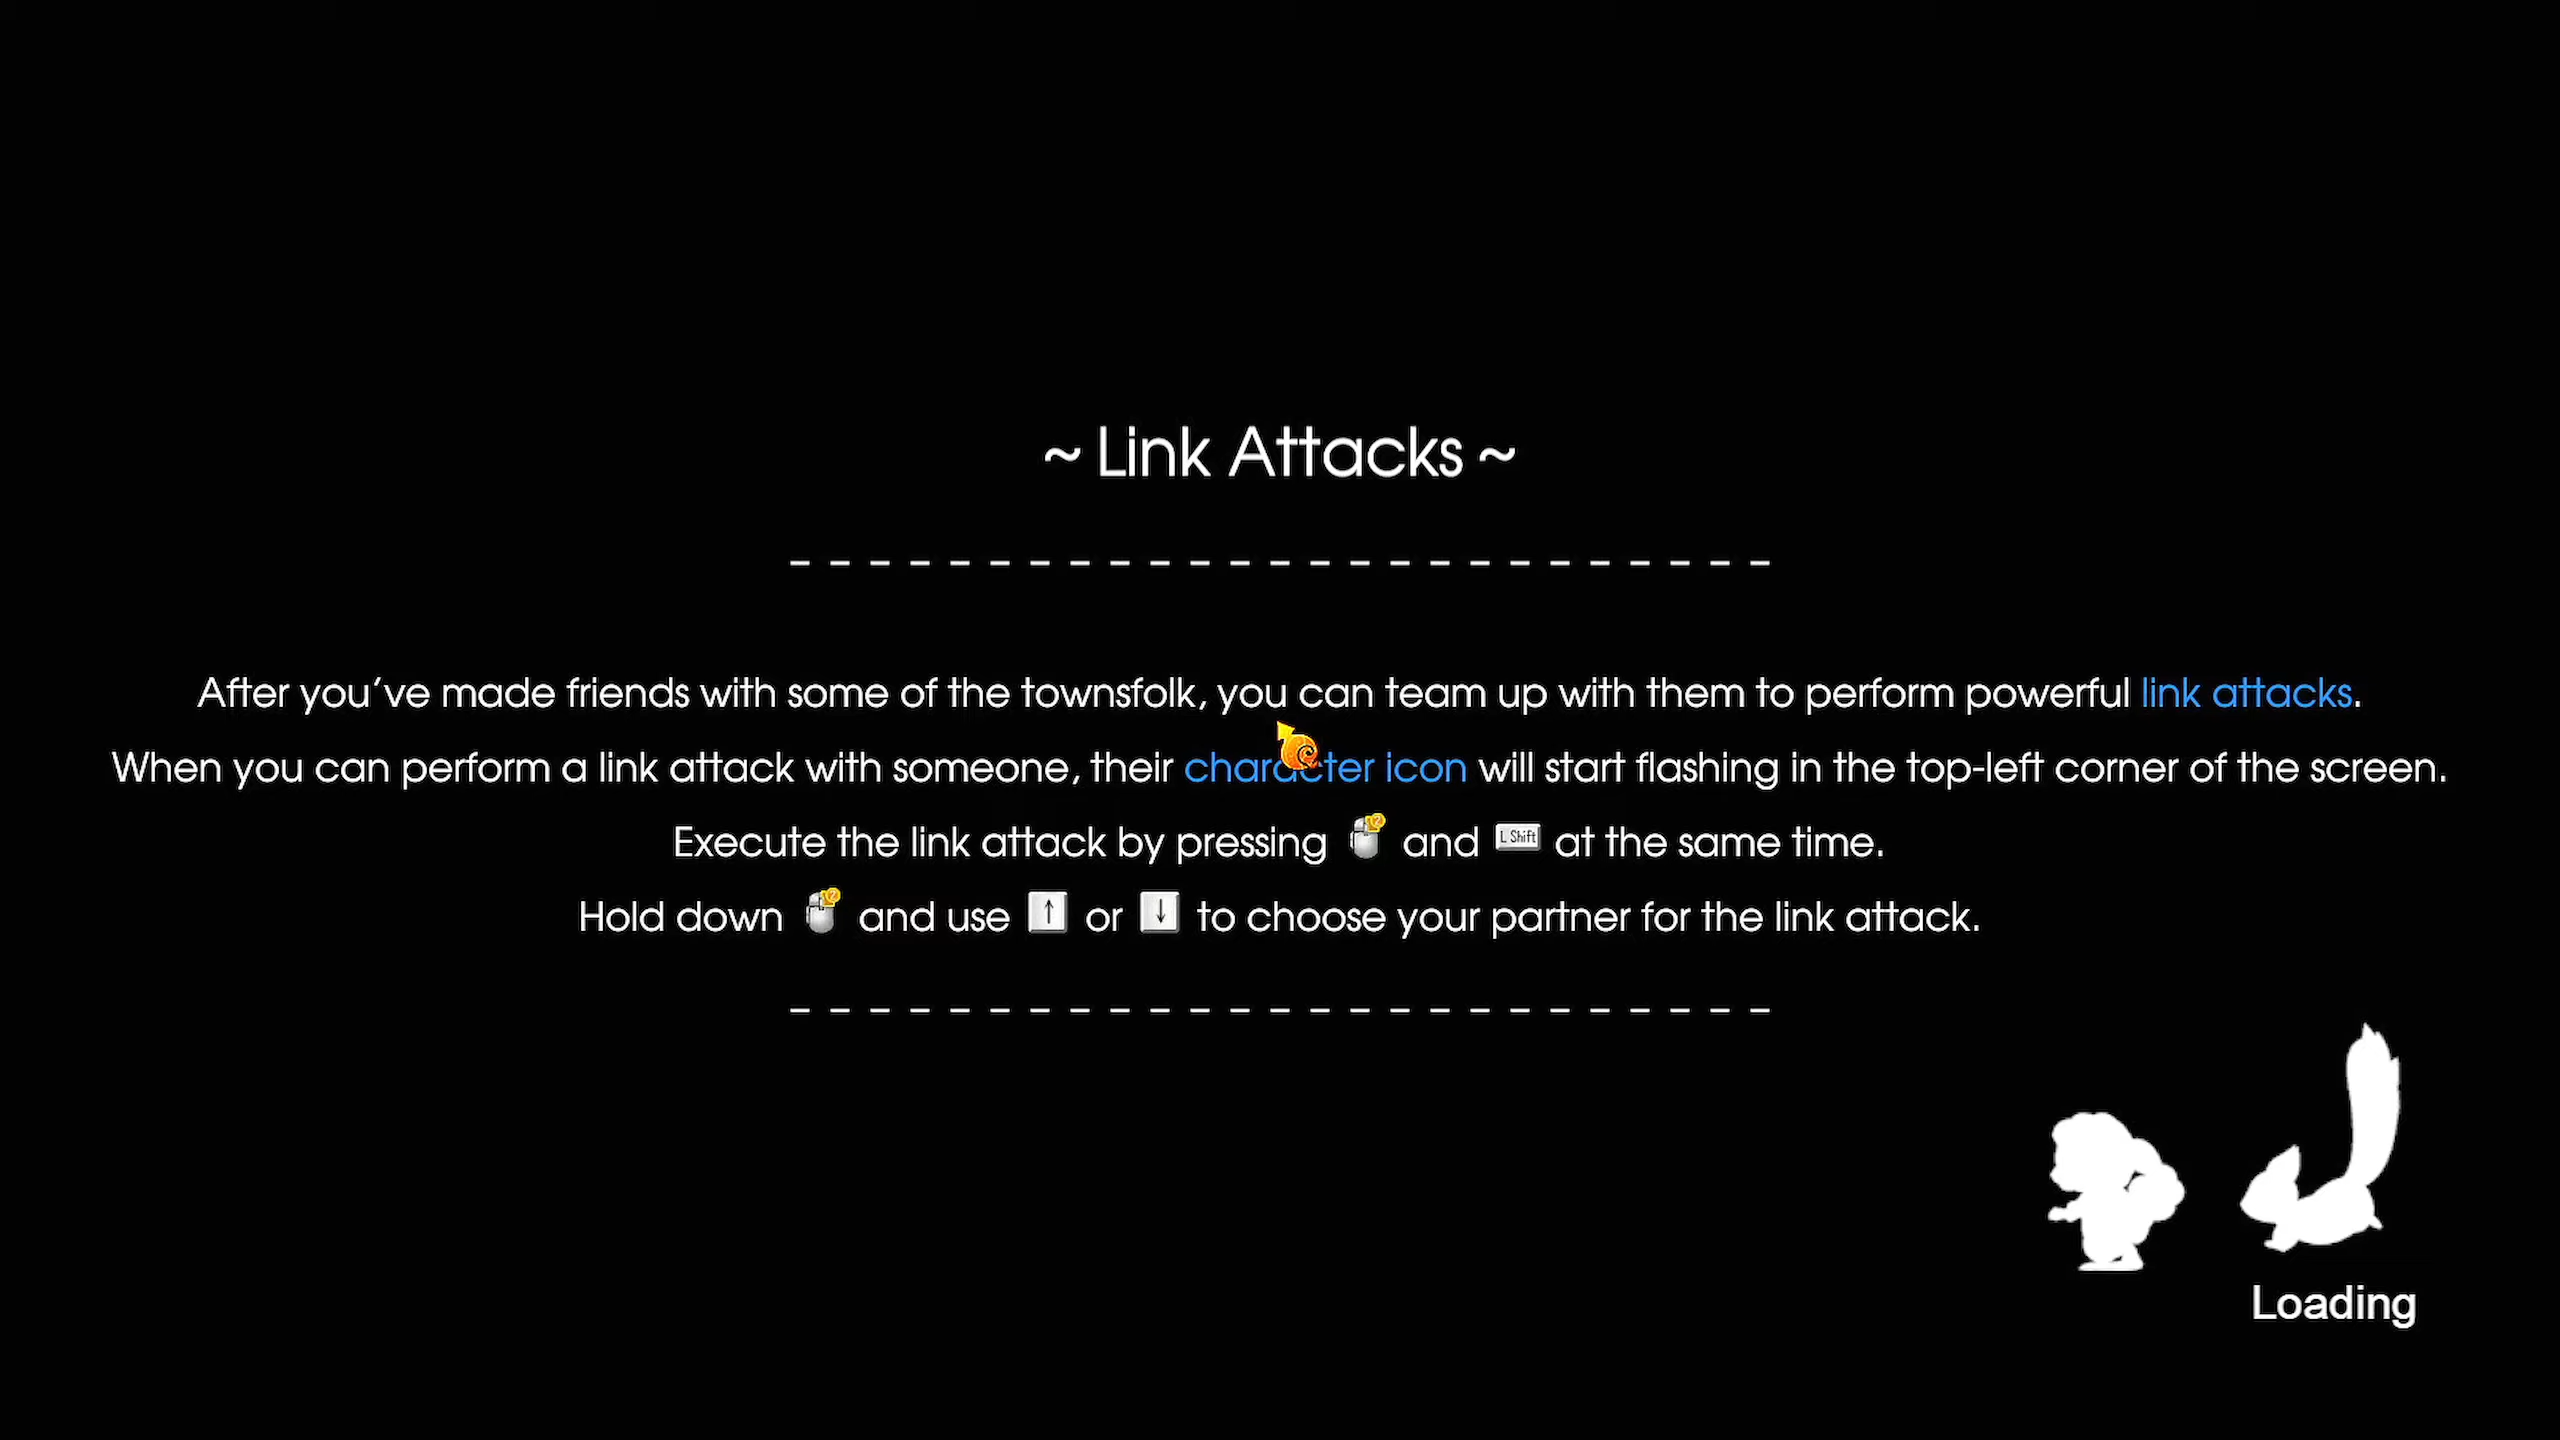 ~ Link Attacks ~
– – – – – – – – – – – – – – – – – – – – – – – – –
After you've made friends with some of the townsfolk, you can team up with them to perform powerful link attacks.
When you can perform a link attack with someone, their character icon will start flashing in the top-left corner of the screen.
Execute the link attack by pressing and L Shift at the same time.
Hold down and use ↑ or ↓ to choose your partner for the link attack.
– – – – – – – – – – – – – – – – – – – – – – – – –
Loading